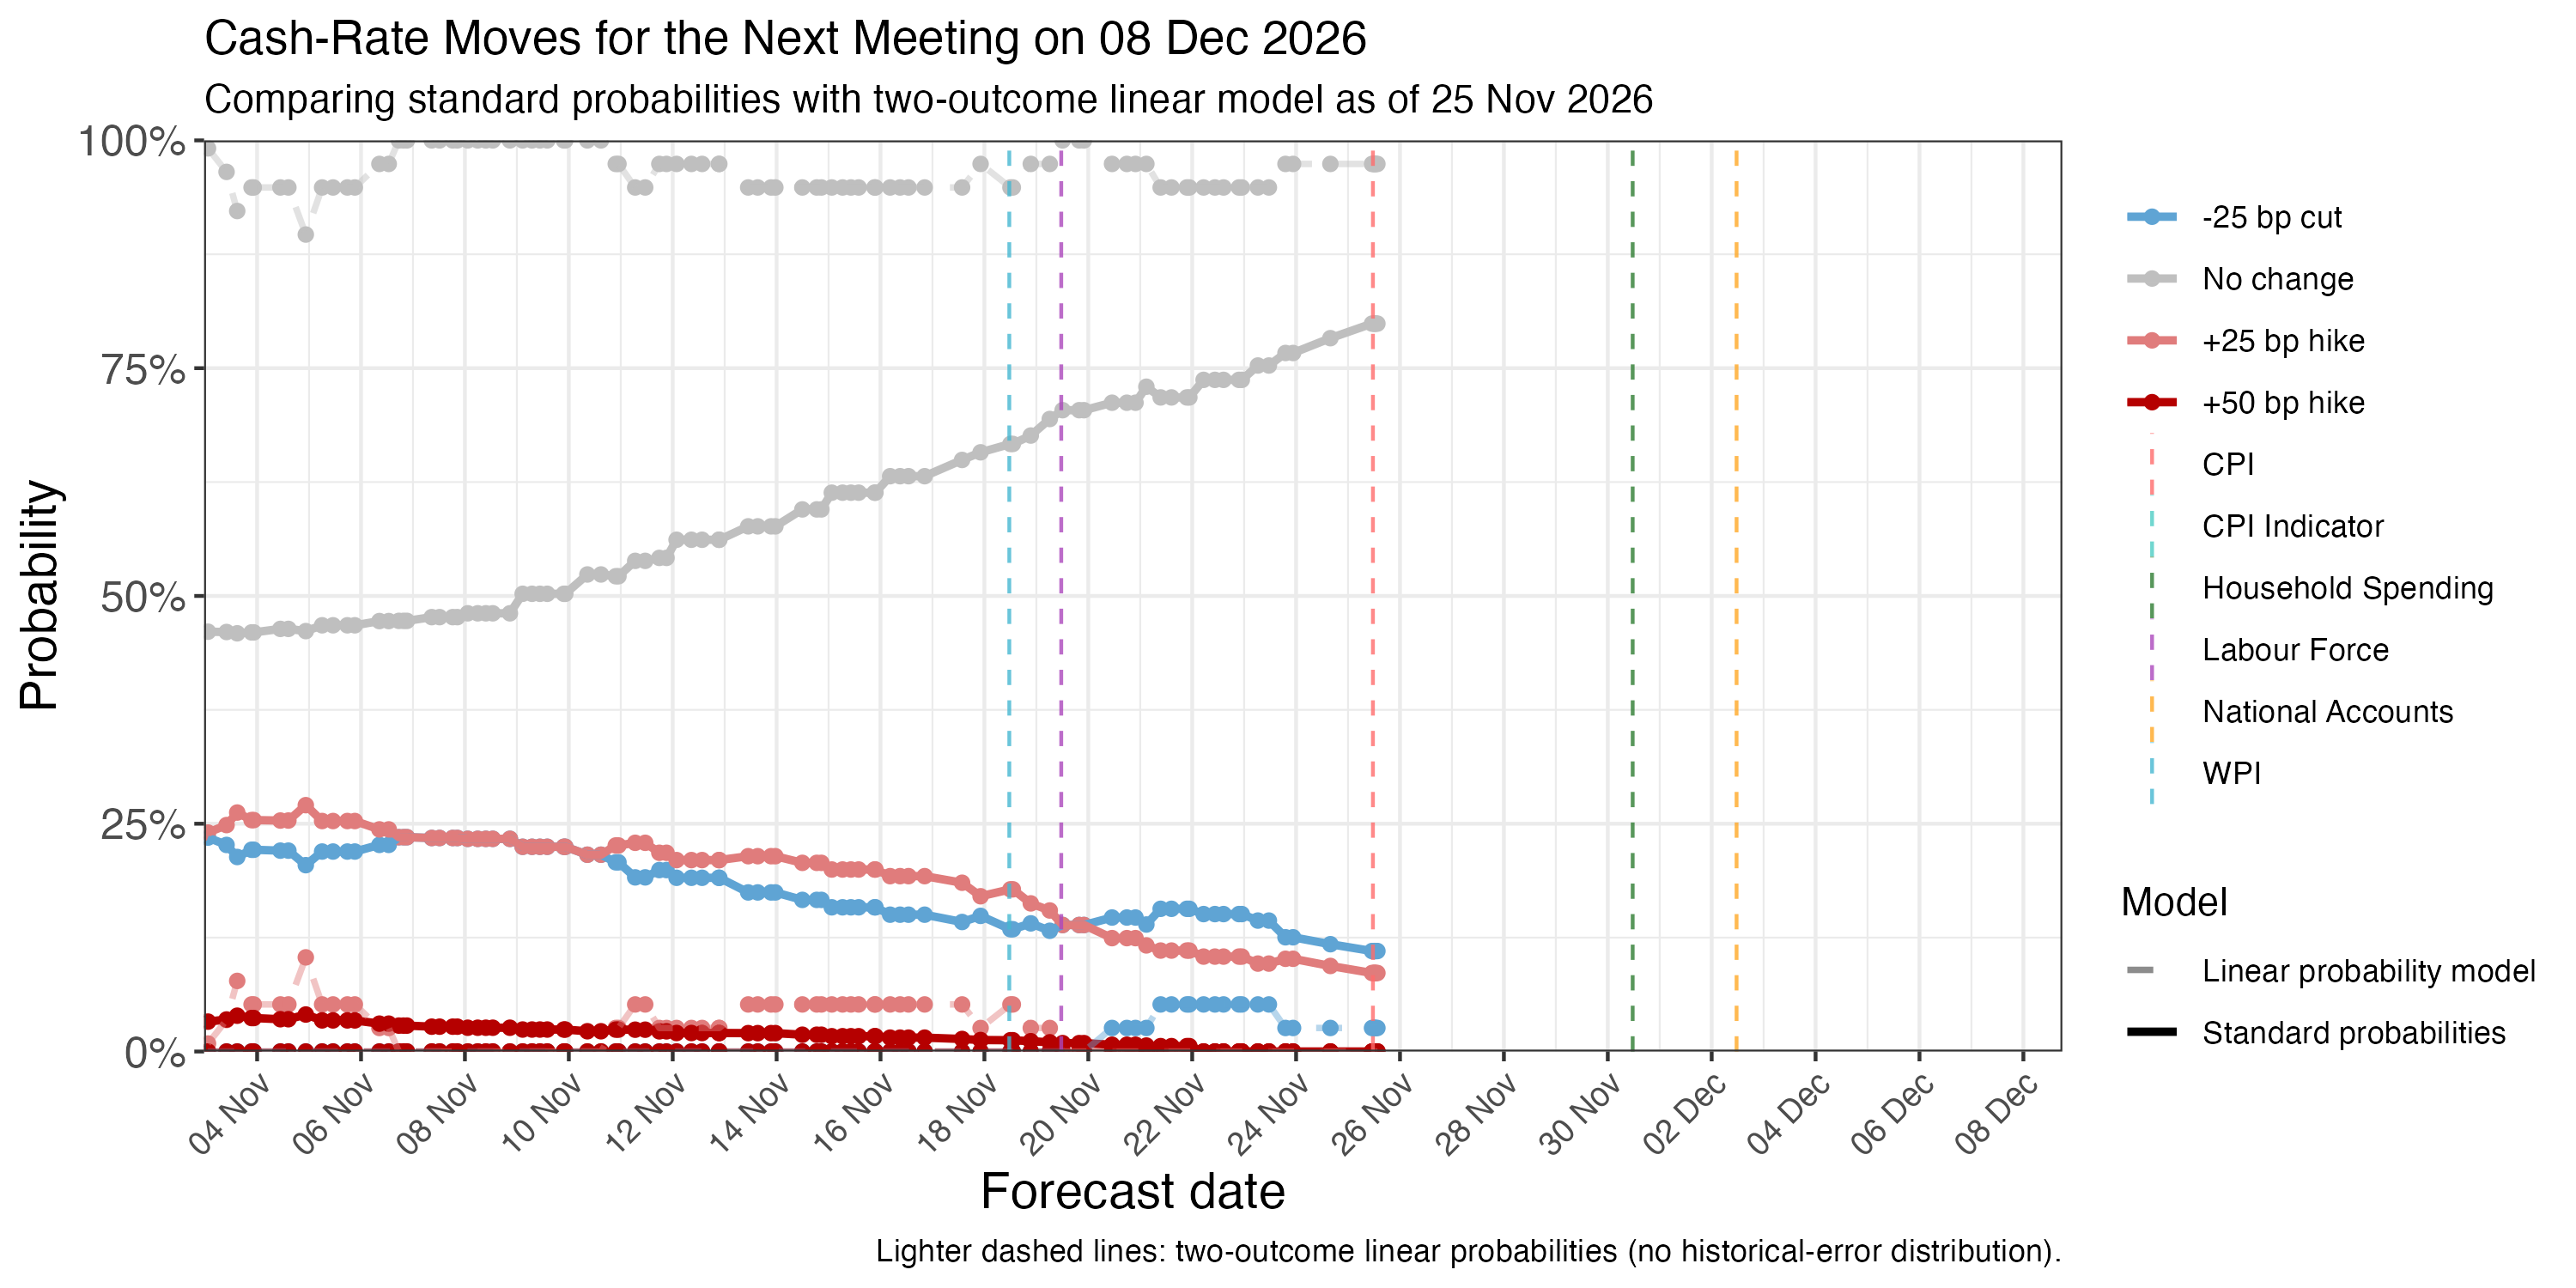 Cash-Rate Moves for the Next Meeting on 08 Dec 2026
Comparing standard probabilities with two-outcome linear model as of 25 Nov 2026
100%
75%
50%
25%
0%
Probability
04 Nov
06 Nov
08 Nov
10 Nov
12 Nov
14 Nov
16 Nov
18 Nov
20 Nov
22 Nov
24 Nov
26 Nov
28 Nov
30 Nov
02 Dec
04 Dec
06 Dec
08 Dec
Forecast date
-25 bp cut
No change
+25 bp hike
+50 bp hike
CPI
CPI Indicator
Household Spending
Labour Force
National Accounts
WPI
Model
Linear probability model
Standard probabilities
Lighter dashed lines: two-outcome linear probabilities (no historical-error distribution).